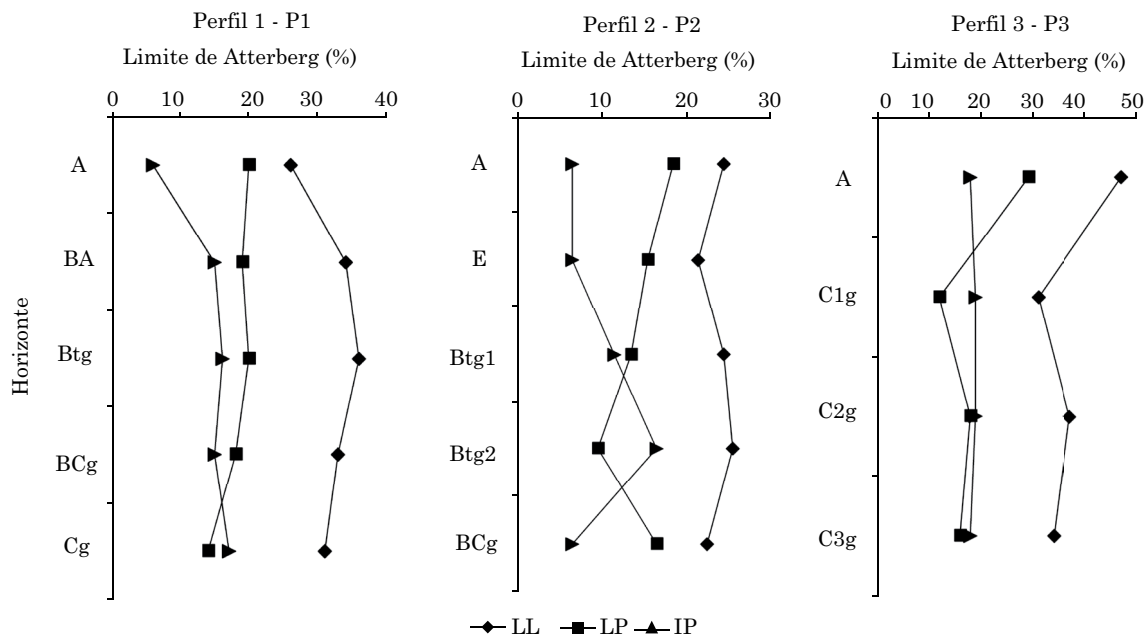 Perfil 1 - P1
Limite de Atterberg (%)
0 10 20 30 40
A
BA
Btg
BCg
Cg
Horizonte
Perfil 2 - P2
Limite de Atterberg (%)
0 10 20 30
A
E
Btg1
Btg2
BCg
Perfil 3 - P3
Limite de Atterberg (%)
0 10 20 30 40 50
A
C1g
C2g
C3g
LL LP IP